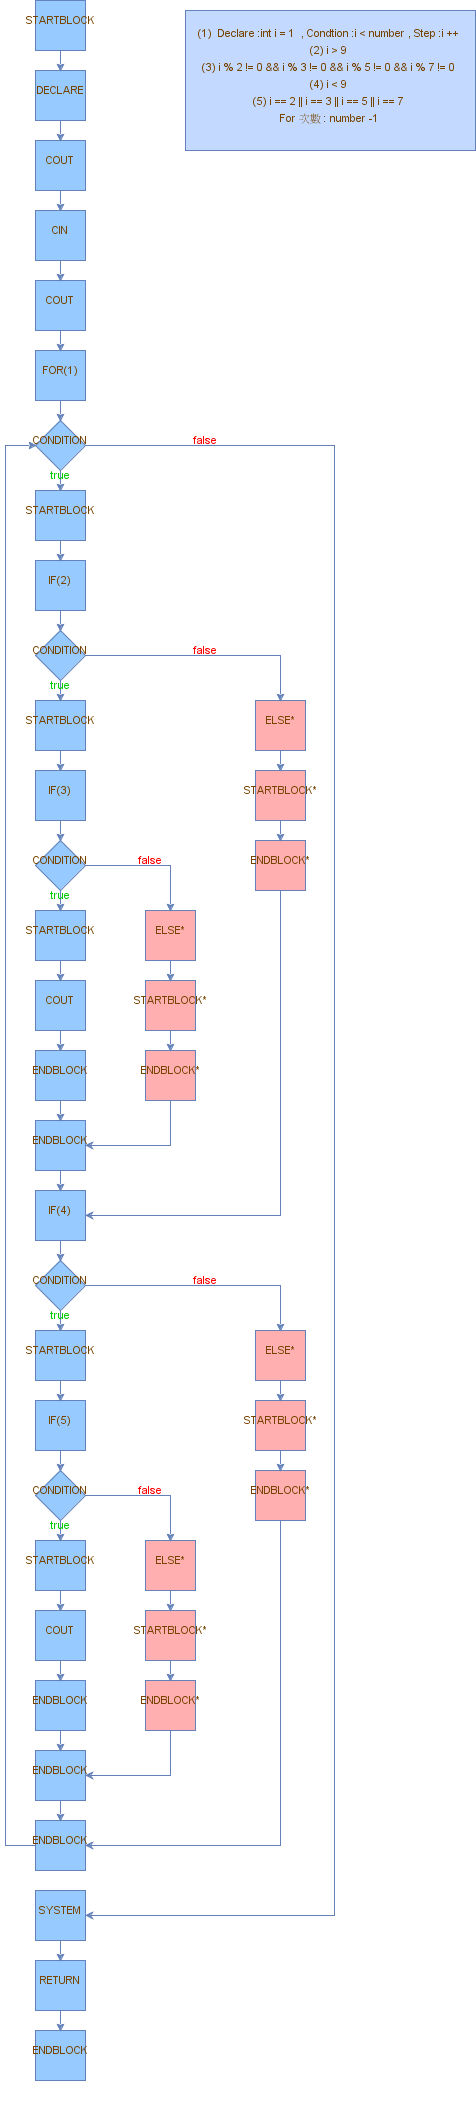 STARTBLOCK
(1) Declare :int i = 1 , Condtion :i < number , Step :i ++
(2) i > 9
(3) i % 2 != 0 && i % 3 != 0 && i % 5 != 0 && i % 7 != 0
(4) i < 9
(5) i == 2 || i == 3 || i == 5 || i == 7
For 次數 : number -1
DECLARE
COUT
CIN
COUT
FOR(1)
CONDITION
false
true
STARTBLOCK
IF(2)
CONDITION
false
true
STARTBLOCK
ELSE*
IF(3)
STARTBLOCK*
CONDITION
false
ENDBLOCK*
true
STARTBLOCK
ELSE*
COUT
STARTBLOCK*
ENDBLOCK
ENDBLOCK*
ENDBLOCK
IF(4)
CONDITION
false
true
STARTBLOCK
ELSE*
IF(5)
STARTBLOCK*
CONDITION
false
ENDBLOCK*
true
STARTBLOCK
ELSE*
COUT
STARTBLOCK*
ENDBLOCK
ENDBLOCK*
ENDBLOCK
ENDBLOCK
SYSTEM
RETURN
ENDBLOCK